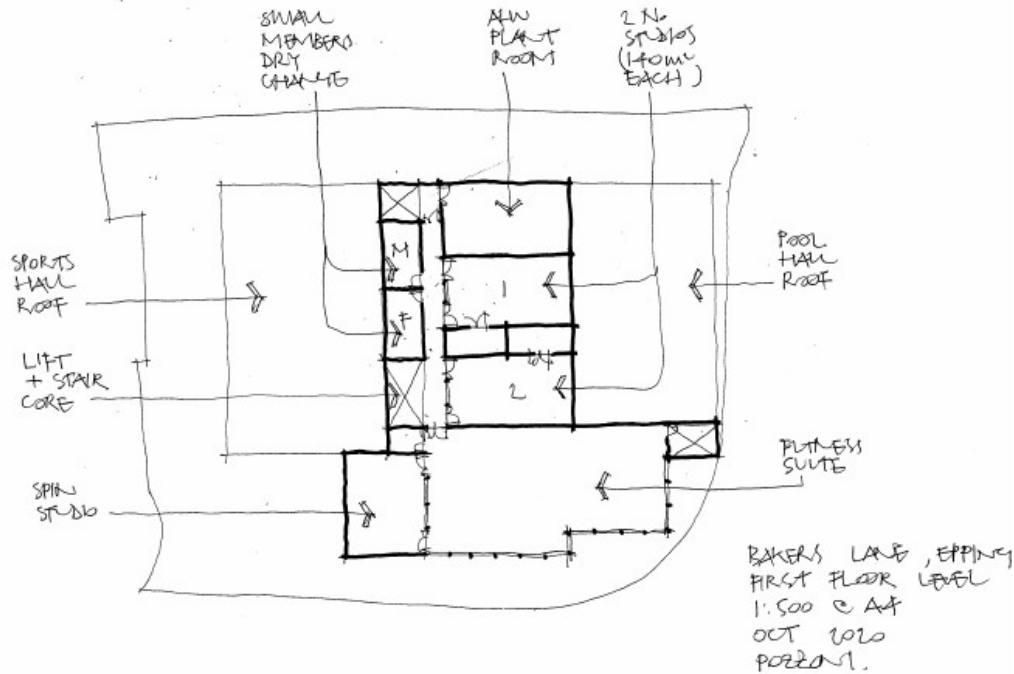 SMALL
MEMBERS
DRY
CHANGE
AHU
PLANT
ROOM
2 No
STUDIOS
(140m²
EACH)
SPORTS
HALL
ROOF
LIFT
+ STAIR
CORE
SPIN
STUDIO
M
F
1
2
POOL
HALL
ROOF
FITNESS
SUITE
BAKERS LANE, EPPING
FIRST FLOOR LEVEL
1:500 @ A4
OCT 2020
POZZONI.